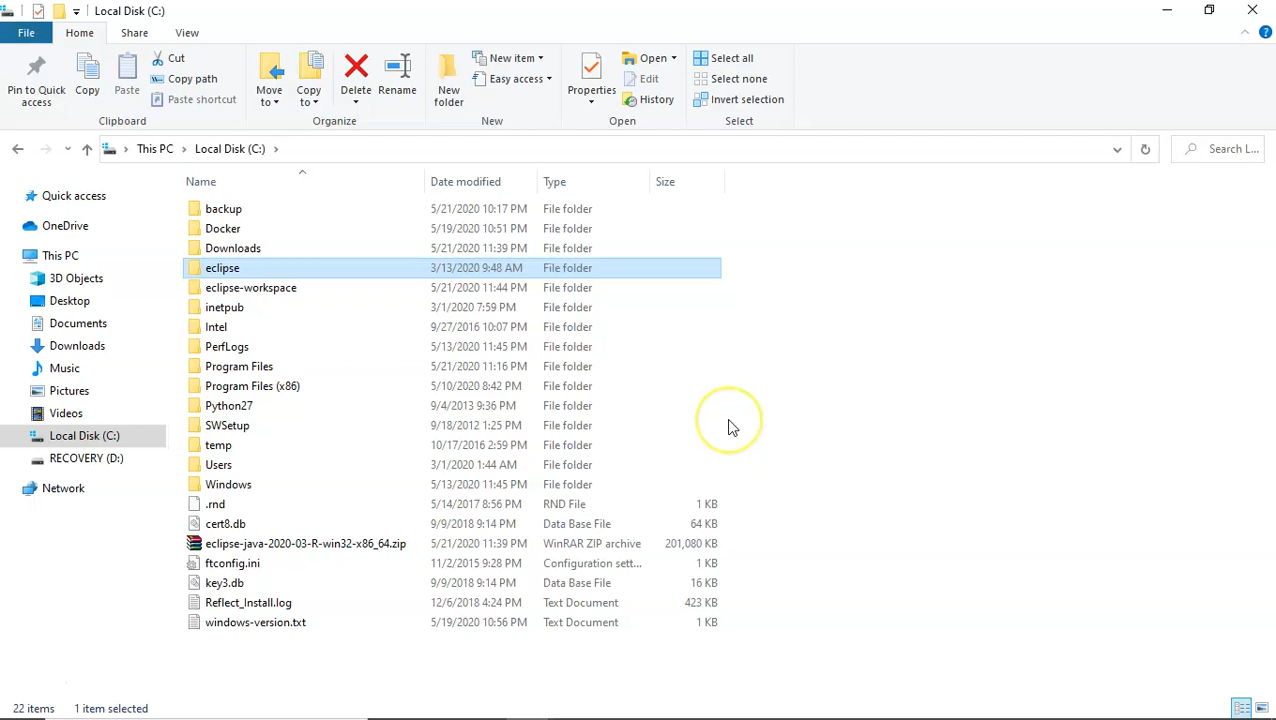 Local Disk (C:)
File Home Share View
Pin to Quick access
Copy
Paste
Cut
Copy path
Paste shortcut
Clipboard
Move to
Copy to
Delete
Rename
Organize
New folder
New item
Easy access
New
Properties
Open
Edit
History
Open
Select all
Select none
Invert selection
Select
This PC Local Disk (C:)
Search L...
Quick access
OneDrive
This PC
3D Objects
Desktop
Documents
Downloads
Music
Pictures
Videos
Local Disk (C:)
RECOVERY (D:)
Network
Name Date modified Type Size
backup 5/21/2020 10:17 PM File folder
Docker 5/19/2020 10:51 PM File folder
Downloads 5/21/2020 11:39 PM File folder
eclipse 3/13/2020 9:48 AM File folder
eclipse-workspace 5/21/2020 11:44 PM File folder
inetpub 3/1/2020 7:59 PM File folder
Intel 9/27/2016 10:07 PM File folder
PerfLogs 5/13/2020 11:45 PM File folder
Program Files 5/21/2020 11:16 PM File folder
Program Files (x86) 5/10/2020 8:42 PM File folder
Python27 9/4/2013 9:36 PM File folder
SWSetup 9/18/2012 1:25 PM File folder
temp 10/17/2016 2:59 PM File folder
Users 3/1/2020 1:44 AM File folder
Windows 5/13/2020 11:45 PM File folder
.rnd 5/14/2017 8:56 PM RND File 1 KB
cert8.db 9/9/2018 9:14 PM Data Base File 64 KB
eclipse-java-2020-03-R-win32-x86_64.zip 5/21/2020 11:39 PM WinRAR ZIP archive 201,080 KB
ftconfig.ini 11/2/2015 9:28 PM Configuration sett... 1 KB
key3.db 9/9/2018 9:14 PM Data Base File 16 KB
Reflect_Install.log 12/6/2018 4:24 PM Text Document 423 KB
windows-version.txt 5/19/2020 10:56 PM Text Document 1 KB
22 items 1 item selected